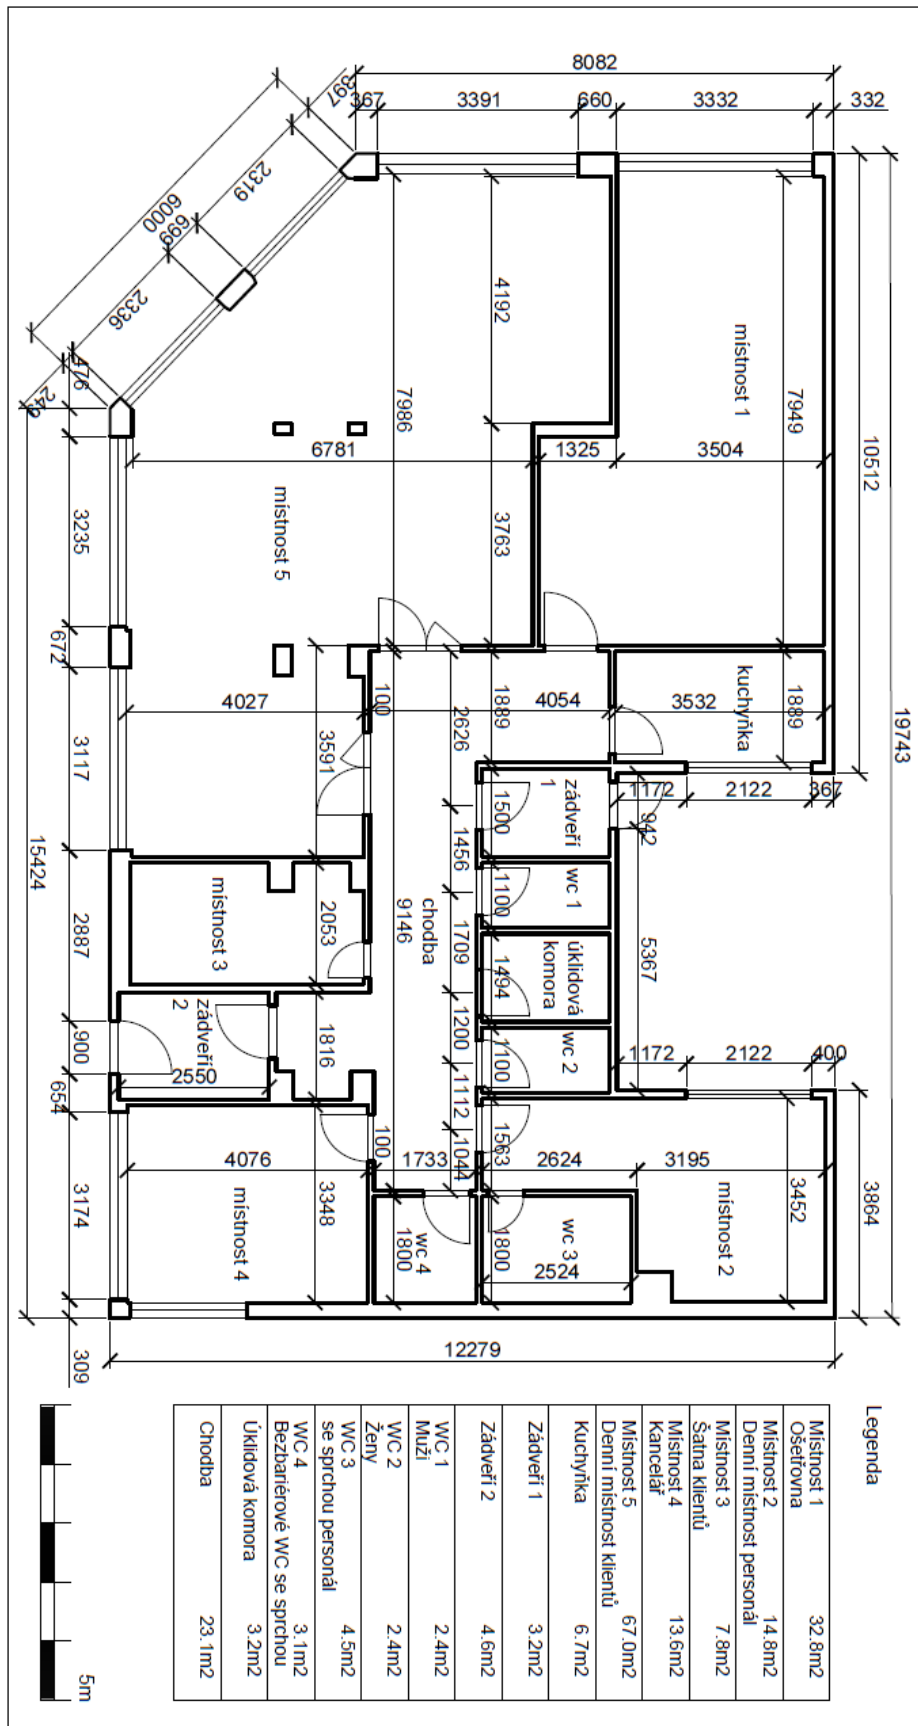 8082
367
3391
660
3332
332
397
2319
6000
699
2336
476
249
4192
7986
místnost 1
7949
10512
19743
6781
1325
3504
místnost 5
3235
3763
672
kuchyňka
1889
1889
4027
100
4054
3532
2626
3591
3117
1172
2122
367
942
zádveří
1
1500
1456
15424
wc 1
1100
chodba
9146
2887
místnost 3
2053
1709
úklidová
komora
1494
5367
1200
zádveří
2
900
1816
wc 2
1100
1172
2122
400
2550
654
1112
1563
100
4076
1733
1044
2624
3195
3174
místnost 4
3348
místnost 2
3452
3864
wc 4
1800
wc 3
1800
2524
12279
309
Legenda
Místnost 1
Ošetřovna 32.8m2
Místnost 2
Denní místnost personál 14.8m2
Místnost 3
Šatna klientů 7.8m2
Místnost 4
Kancelář 13.6m2
Místnost 5
Denní místnost klientů 67.0m2
Kuchyňka 6.7m2
Zádveří 1 3.2m2
Zádveří 2 4.6m2
WC 1
Muži 2.4m2
WC 2
Ženy 2.4m2
WC 3
se sprchou personál 4.5m2
WC 4
Bezbariérové WC se sprchou 3.1m2
Úklidová komora 3.2m2
Chodba 23.1m2
5m